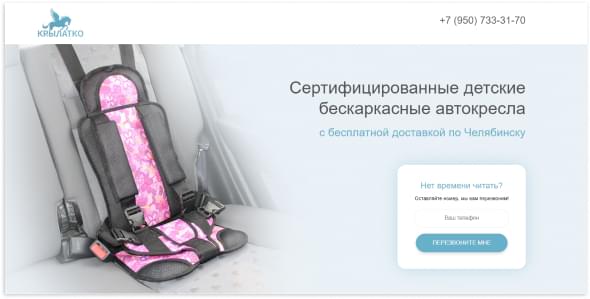 КРЫЛАТКО
+7 (950) 733-31-70
Сертифицированные детские
бескаркасные автокресла
с бесплатной доставкой по Челябинску
Нет времени читать?
Оставляйте номер, мы вам перезвоним!
Ваш телефон
ПЕРЕЗВОНИТЕ МНЕ